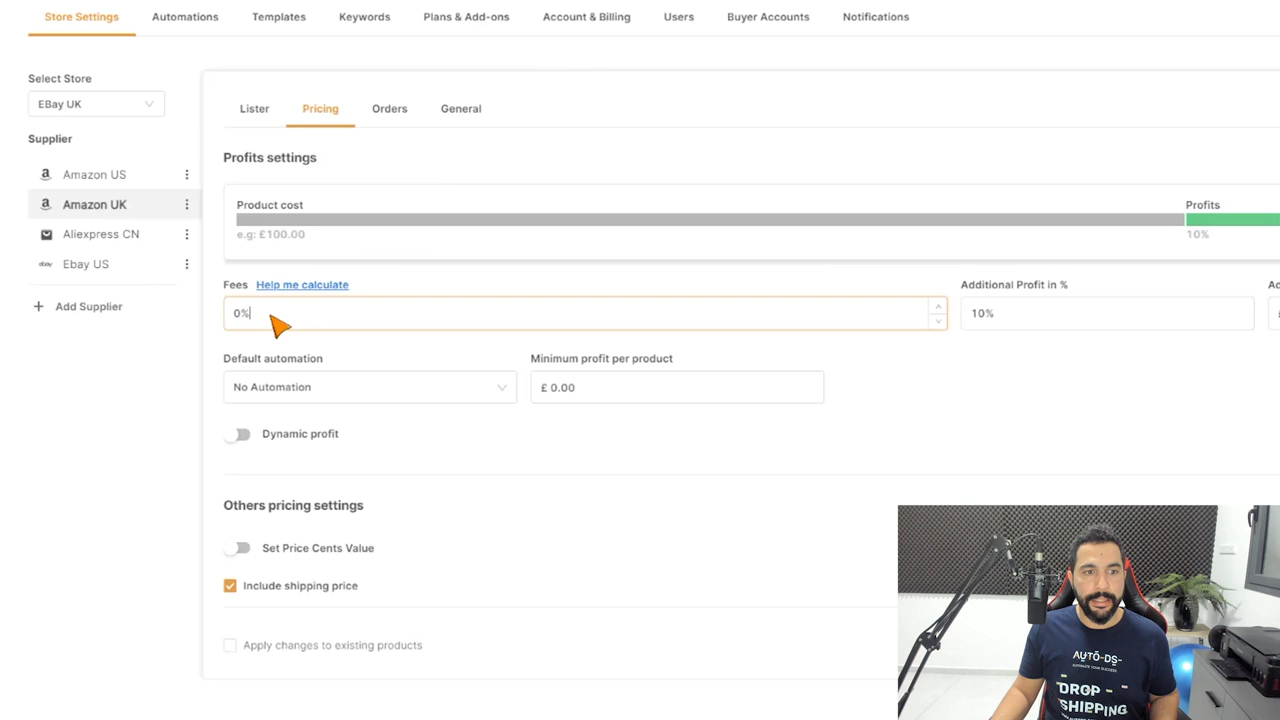 Store Settings Automations Templates Keywords Plans & Add-ons Account & Billing Users Buyer Accounts Notifications
Select Store
EBay UK
Supplier
Amazon US
Amazon UK
Aliexpress CN
ebay Ebay US
+ Add Supplier
Lister Pricing Orders General
Profits settings
Product cost Profits
e.g: £100.00 10%
Fees Help me calculate Additional Profit in %
0% 10%
Default automation Minimum profit per product
No Automation £ 0.00
Dynamic profit
Others pricing settings
Set Price Cents Value
Include shipping price
Apply changes to existing products
AUTO-DS-
AUTOMATE YOUR SUCCESS
DROP
SHIPPING